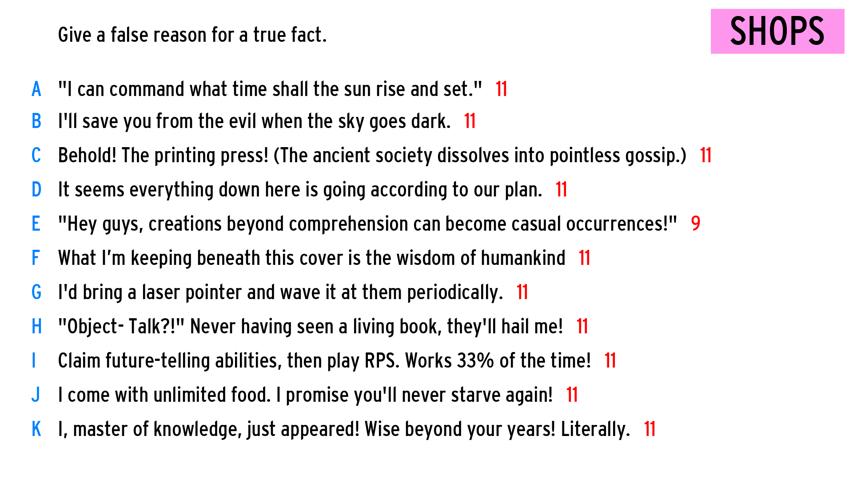 Give a false reason for a true fact.
SHOPS
A "I can command what time shall the sun rise and set." 11
B I'll save you from the evil when the sky goes dark. 11
C Behold! The printing press! (The ancient society dissolves into pointless gossip.) 11
D It seems everything down here is going according to our plan. 11
E "Hey guys, creations beyond comprehension can become casual occurrences!" 9
F What I’m keeping beneath this cover is the wisdom of humankind 11
G I'd bring a laser pointer and wave it at them periodically. 11
H "Object- Talk?!" Never having seen a living book, they'll hail me! 11
I Claim future-telling abilities, then play RPS. Works 33% of the time! 11
J I come with unlimited food. I promise you'll never starve again! 11
K I, master of knowledge, just appeared! Wise beyond your years! Literally. 11